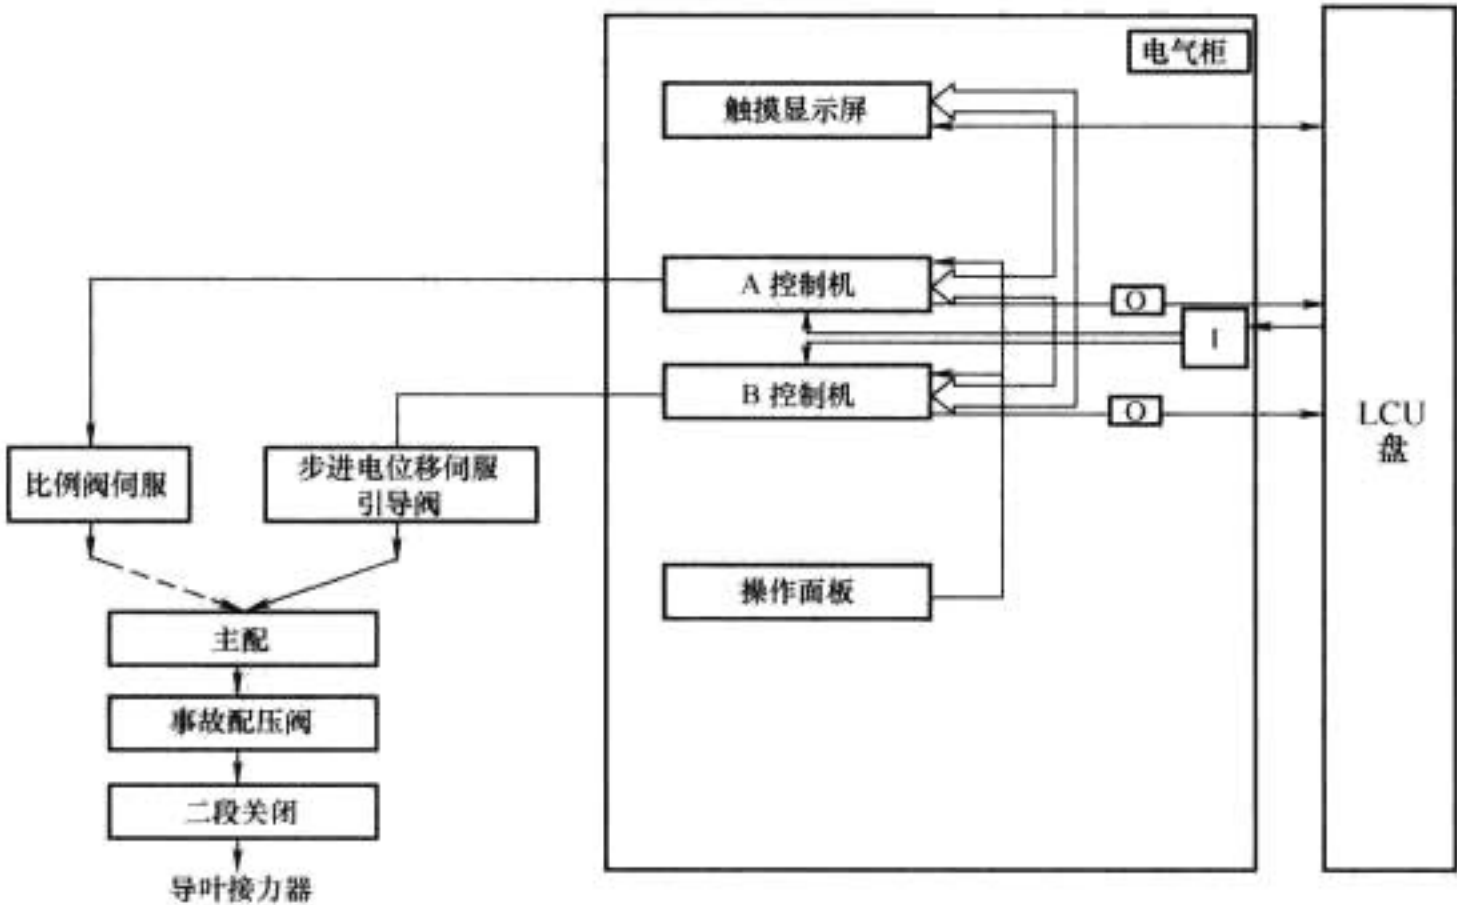 电气柜
触摸显示屏
A 控制机
O
I
B 控制机
O
LCU
盘
比例阀伺服
步进电位移伺服
引导阀
操作面板
主配
事故配压阀
二段关闭
导叶接力器